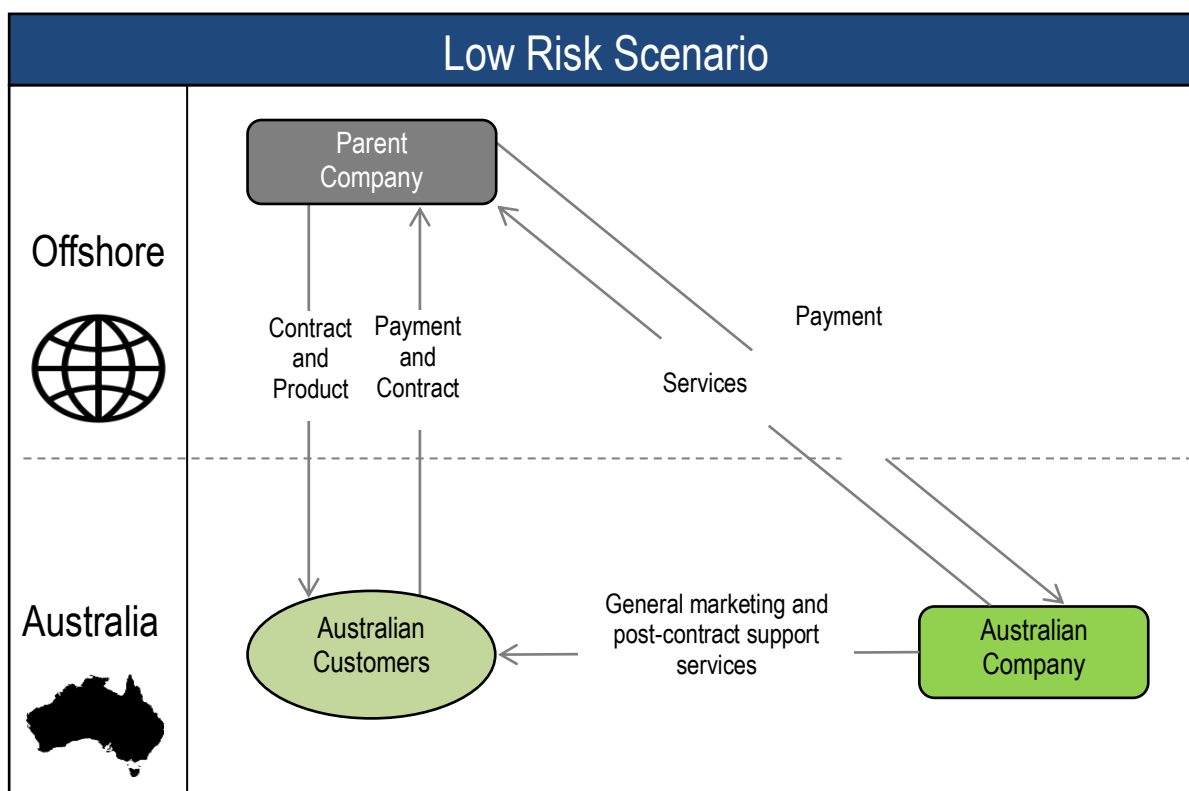 Low Risk Scenario
Parent
Company
Offshore
Contract
and
Product
Payment
and
Contract
Payment
Services
Australia
Australian
Customers
General marketing and
post-contract support
services
Australian
Company